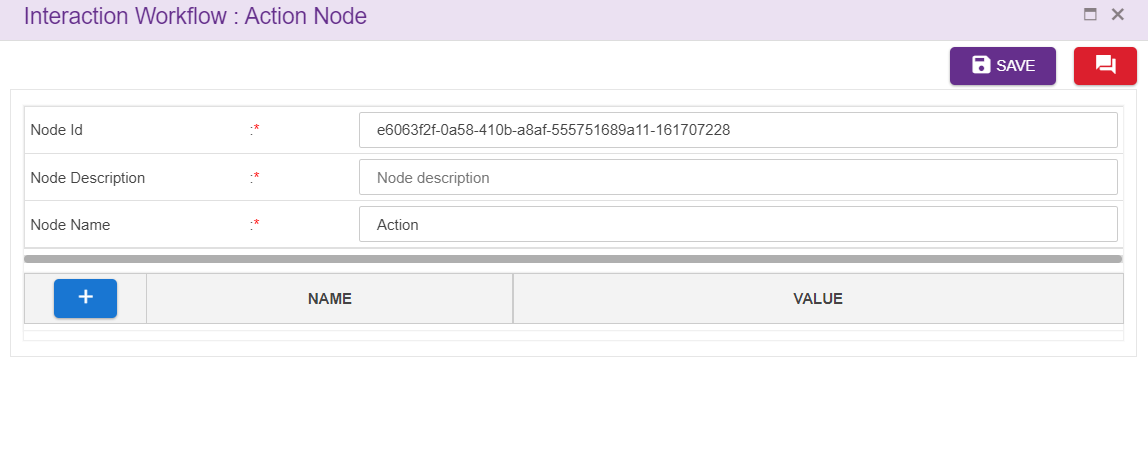 Interaction Workflow : Action Node
SAVE
Node Id :* e6063f2f-0a58-410b-a8af-555751689a11-161707228
Node Description :* Node description
Node Name :* Action
+ NAME VALUE